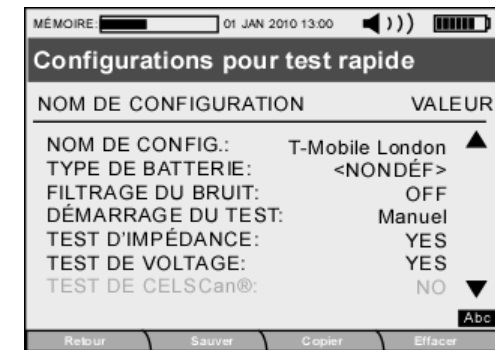 MÉMOIRE: 01 JAN 2010 13:00
Configurations pour test rapide
NOM DE CONFIGURATION VALEUR
NOM DE CONFIG.: T-Mobile London
TYPE DE BATTERIE: <NONDÉF>
FILTRAGE DU BRUIT: OFF
DÉMARRAGE DU TEST: Manuel
TEST D'IMPÉDANCE: YES
TEST DE VOLTAGE: YES
TEST DE CELSCan®: NO
Abc
Retour Sauver Copier Effacer